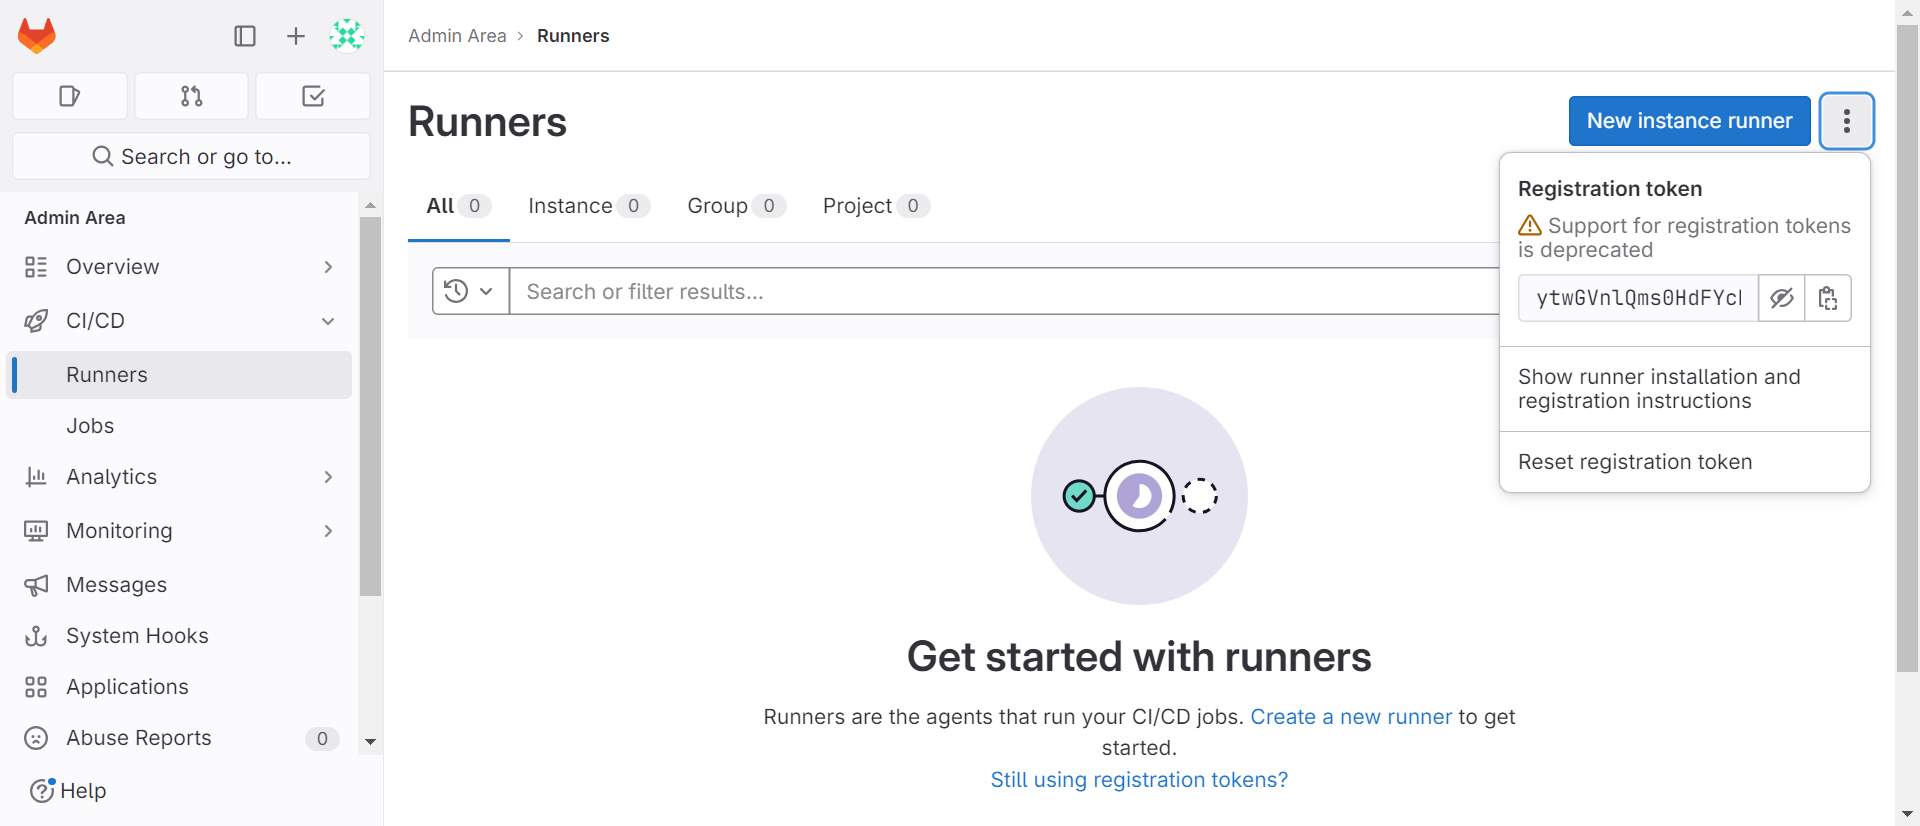 Admin Area › Runners
Search or go to...
Admin Area
Overview
CI/CD
Runners
Jobs
Analytics
Monitoring
Messages
System Hooks
Applications
Abuse Reports 0
Help
Runners
New instance runner
All 0 Instance 0 Group 0 Project 0
Search or filter results...
Registration token
Support for registration tokens
is deprecated
Show runner installation and
registration instructions
Reset registration token
Get started with runners
Runners are the agents that run your CI/CD jobs. Create a new runner to get
started.
Still using registration tokens?